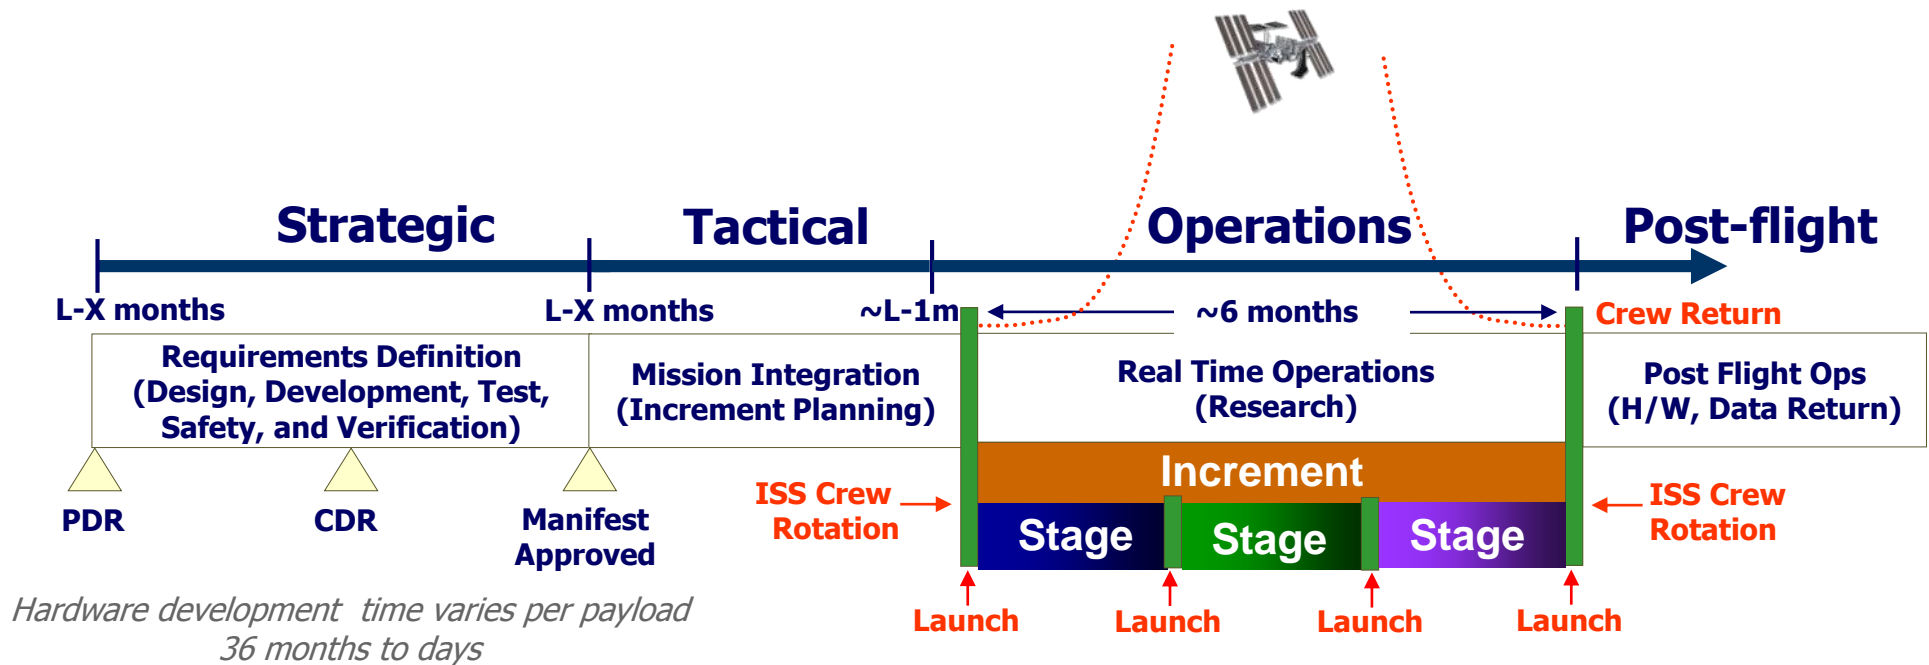 Strategic
Tactical
Operations
Post-flight
L-X months
L-X months
~L-1m
~6 months
Crew Return
Requirements Definition
(Design, Development, Test,
Safety, and Verification)
Mission Integration
(Increment Planning)
Real Time Operations
(Research)
Post Flight Ops
(H/W, Data Return)
PDR
CDR
Manifest
Approved
ISS Crew
Rotation
Increment
Stage
Stage
Stage
ISS Crew
Rotation
Launch
Launch
Launch
Launch
Hardware development time varies per payload
36 months to days